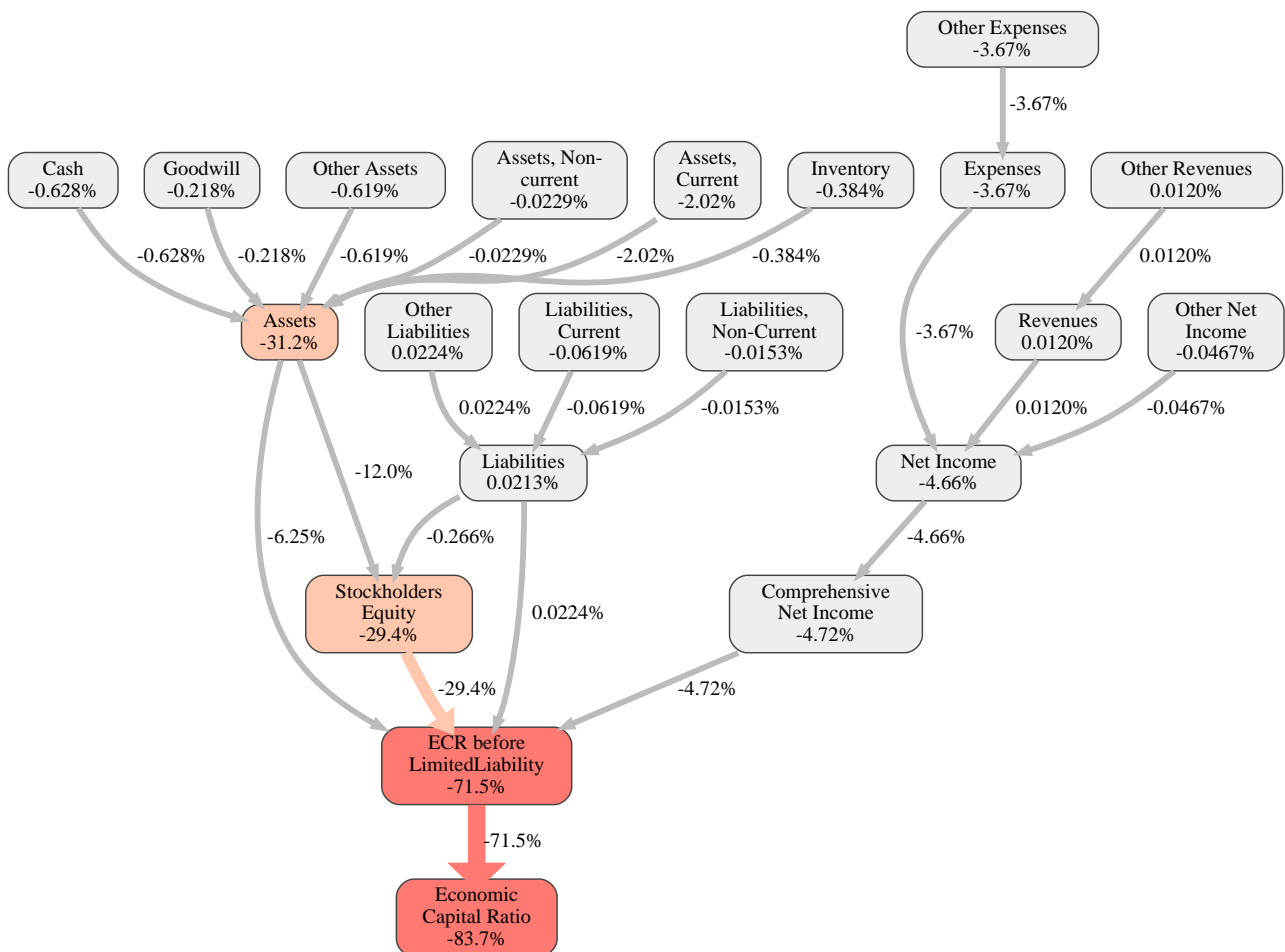 Other Expenses
-3.67%
-3.67%
Cash
-0.628%
Goodwill
-0.218%
Other Assets
-0.619%
Assets, Non-
current
-0.0229%
Assets,
Current
-2.02%
Inventory
-0.384%
Expenses
-3.67%
Other Revenues
0.0120%
-0.628%
-0.218%
-0.619%
-0.0229%
-2.02%
-0.384%
0.0120%
Assets
-31.2%
Other
Liabilities
0.0224%
Liabilities,
Current
-0.0619%
Liabilities,
Non-Current
-0.0153%
-3.67%
Revenues
0.0120%
Other Net
Income
-0.0467%
0.0224%
-0.0619%
-0.0153%
0.0120%
-0.0467%
-12.0%
Liabilities
0.0213%
Net Income
-4.66%
-6.25%
-0.266%
-4.66%
Stockholders
Equity
-29.4%
0.0224%
Comprehensive
Net Income
-4.72%
-29.4%
-4.72%
ECR before
LimitedLiability
-71.5%
-71.5%
Economic
Capital Ratio
-83.7%